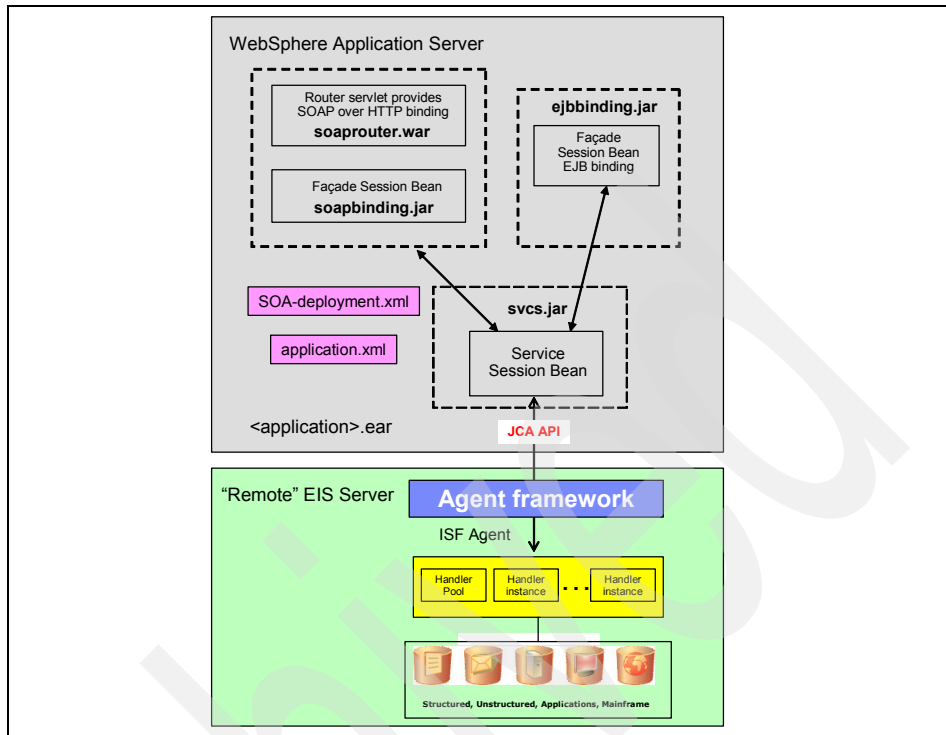 WebSphere Application Server
Router servlet provides
SOAP over HTTP binding
soaprouter.war
Façade Session Bean
soapbinding.jar
ejbbinding.jar
Façade
Session Bean
EJB binding
SOA-deployment.xml
application.xml
svcs.jar
Service
Session Bean
<application>.ear
JCA API
“Remote” EIS Server
Agent framework
ISF Agent
Handler
Pool
Handler
instance
...
Handler
instance
Structured, Unstructured, Applications, Mainframe